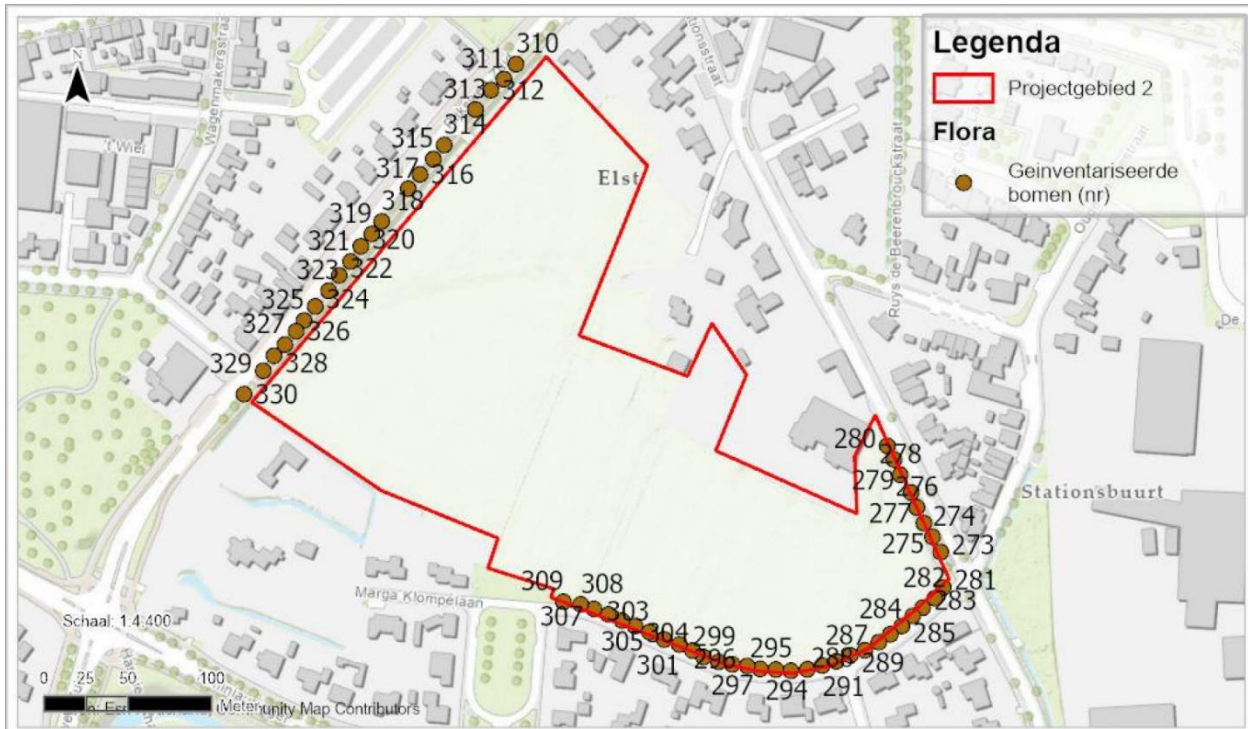 Legenda
Projectgebied 2
Flora
Geinventariseerde
bomen (nr)
N
Wagenmakersstraat
't Wiel
Stationsstraat
Elst
Ruys de Beerenbrouckstraat
De
Stationsbuurt
Marga Klompélaan
310
311
312
313
314
315
316
317
318
319
320
321
322
323
324
325
326
327
328
329
330
280
278
279
276
277
274
275
273
282
281
283
284
285
287
289
288
291
295
294
299
296
297
304
301
303
305
308
309
307
Schaal: 1:4.400
0 25 50 100
Meter
Community Map Contributors